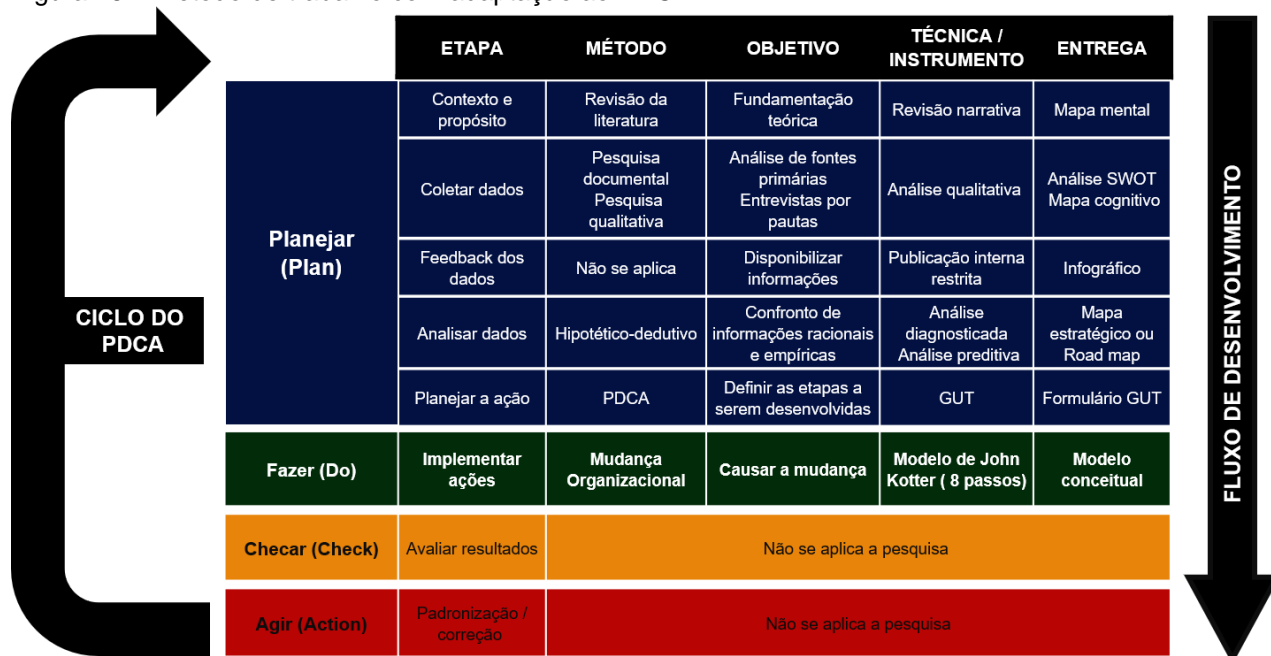 ETAPA
MÉTODO
OBJETIVO
TÉCNICA /
INSTRUMENTO
ENTREGA
Planejar
(Plan)
Contexto e
propósito
Revisão da
literatura
Fundamentação
teórica
Revisão narrativa
Mapa mental
Coletar dados
Pesquisa
documental
Pesquisa
qualitativa
Análise de fontes
primárias
Entrevistas por
pautas
Análise qualitativa
Análise SWOT
Mapa cognitivo
Feedback dos
dados
Não se aplica
Disponibilizar
informações
Publicação interna
restrita
Infográfico
Analisar dados
Hipotético-dedutivo
Confronto de
informações racionais
e empíricas
Análise
diagnosticada
Análise preditiva
Mapa
estratégico ou
Road map
Planejar a ação
PDCA
Definir as etapas a
serem desenvolvidas
GUT
Formulário GUT
Fazer (Do)
Implementar
ações
Mudança
Organizacional
Causar a mudança
Modelo de John
Kotter ( 8 passos)
Modelo
conceitual
Checar (Check)
Avaliar resultados
Não se aplica a pesquisa
Agir (Action)
Padronização /
correção
Não se aplica a pesquisa
CICLO DO
PDCA
FLUXO DE DESENVOLVIMENTO